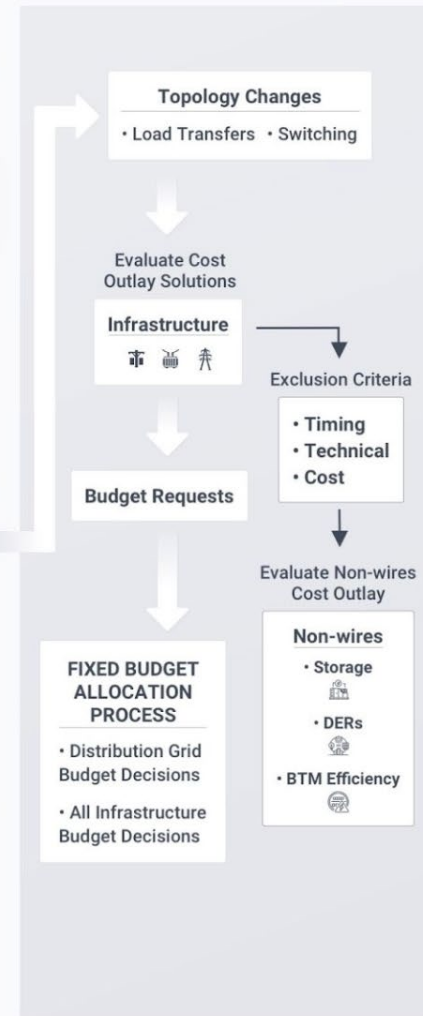 Topology Changes
• Load Transfers • Switching
Evaluate Cost
Outlay Solutions
Infrastructure
Budget Requests
FIXED BUDGET
ALLOCATION
PROCESS
• Distribution Grid
Budget Decisions
• All Infrastructure
Budget Decisions
Exclusion Criteria
• Timing
• Technical
• Cost
Evaluate Non-wires
Cost Outlay
Non-wires
• Storage
• DERs
• BTM Efficiency